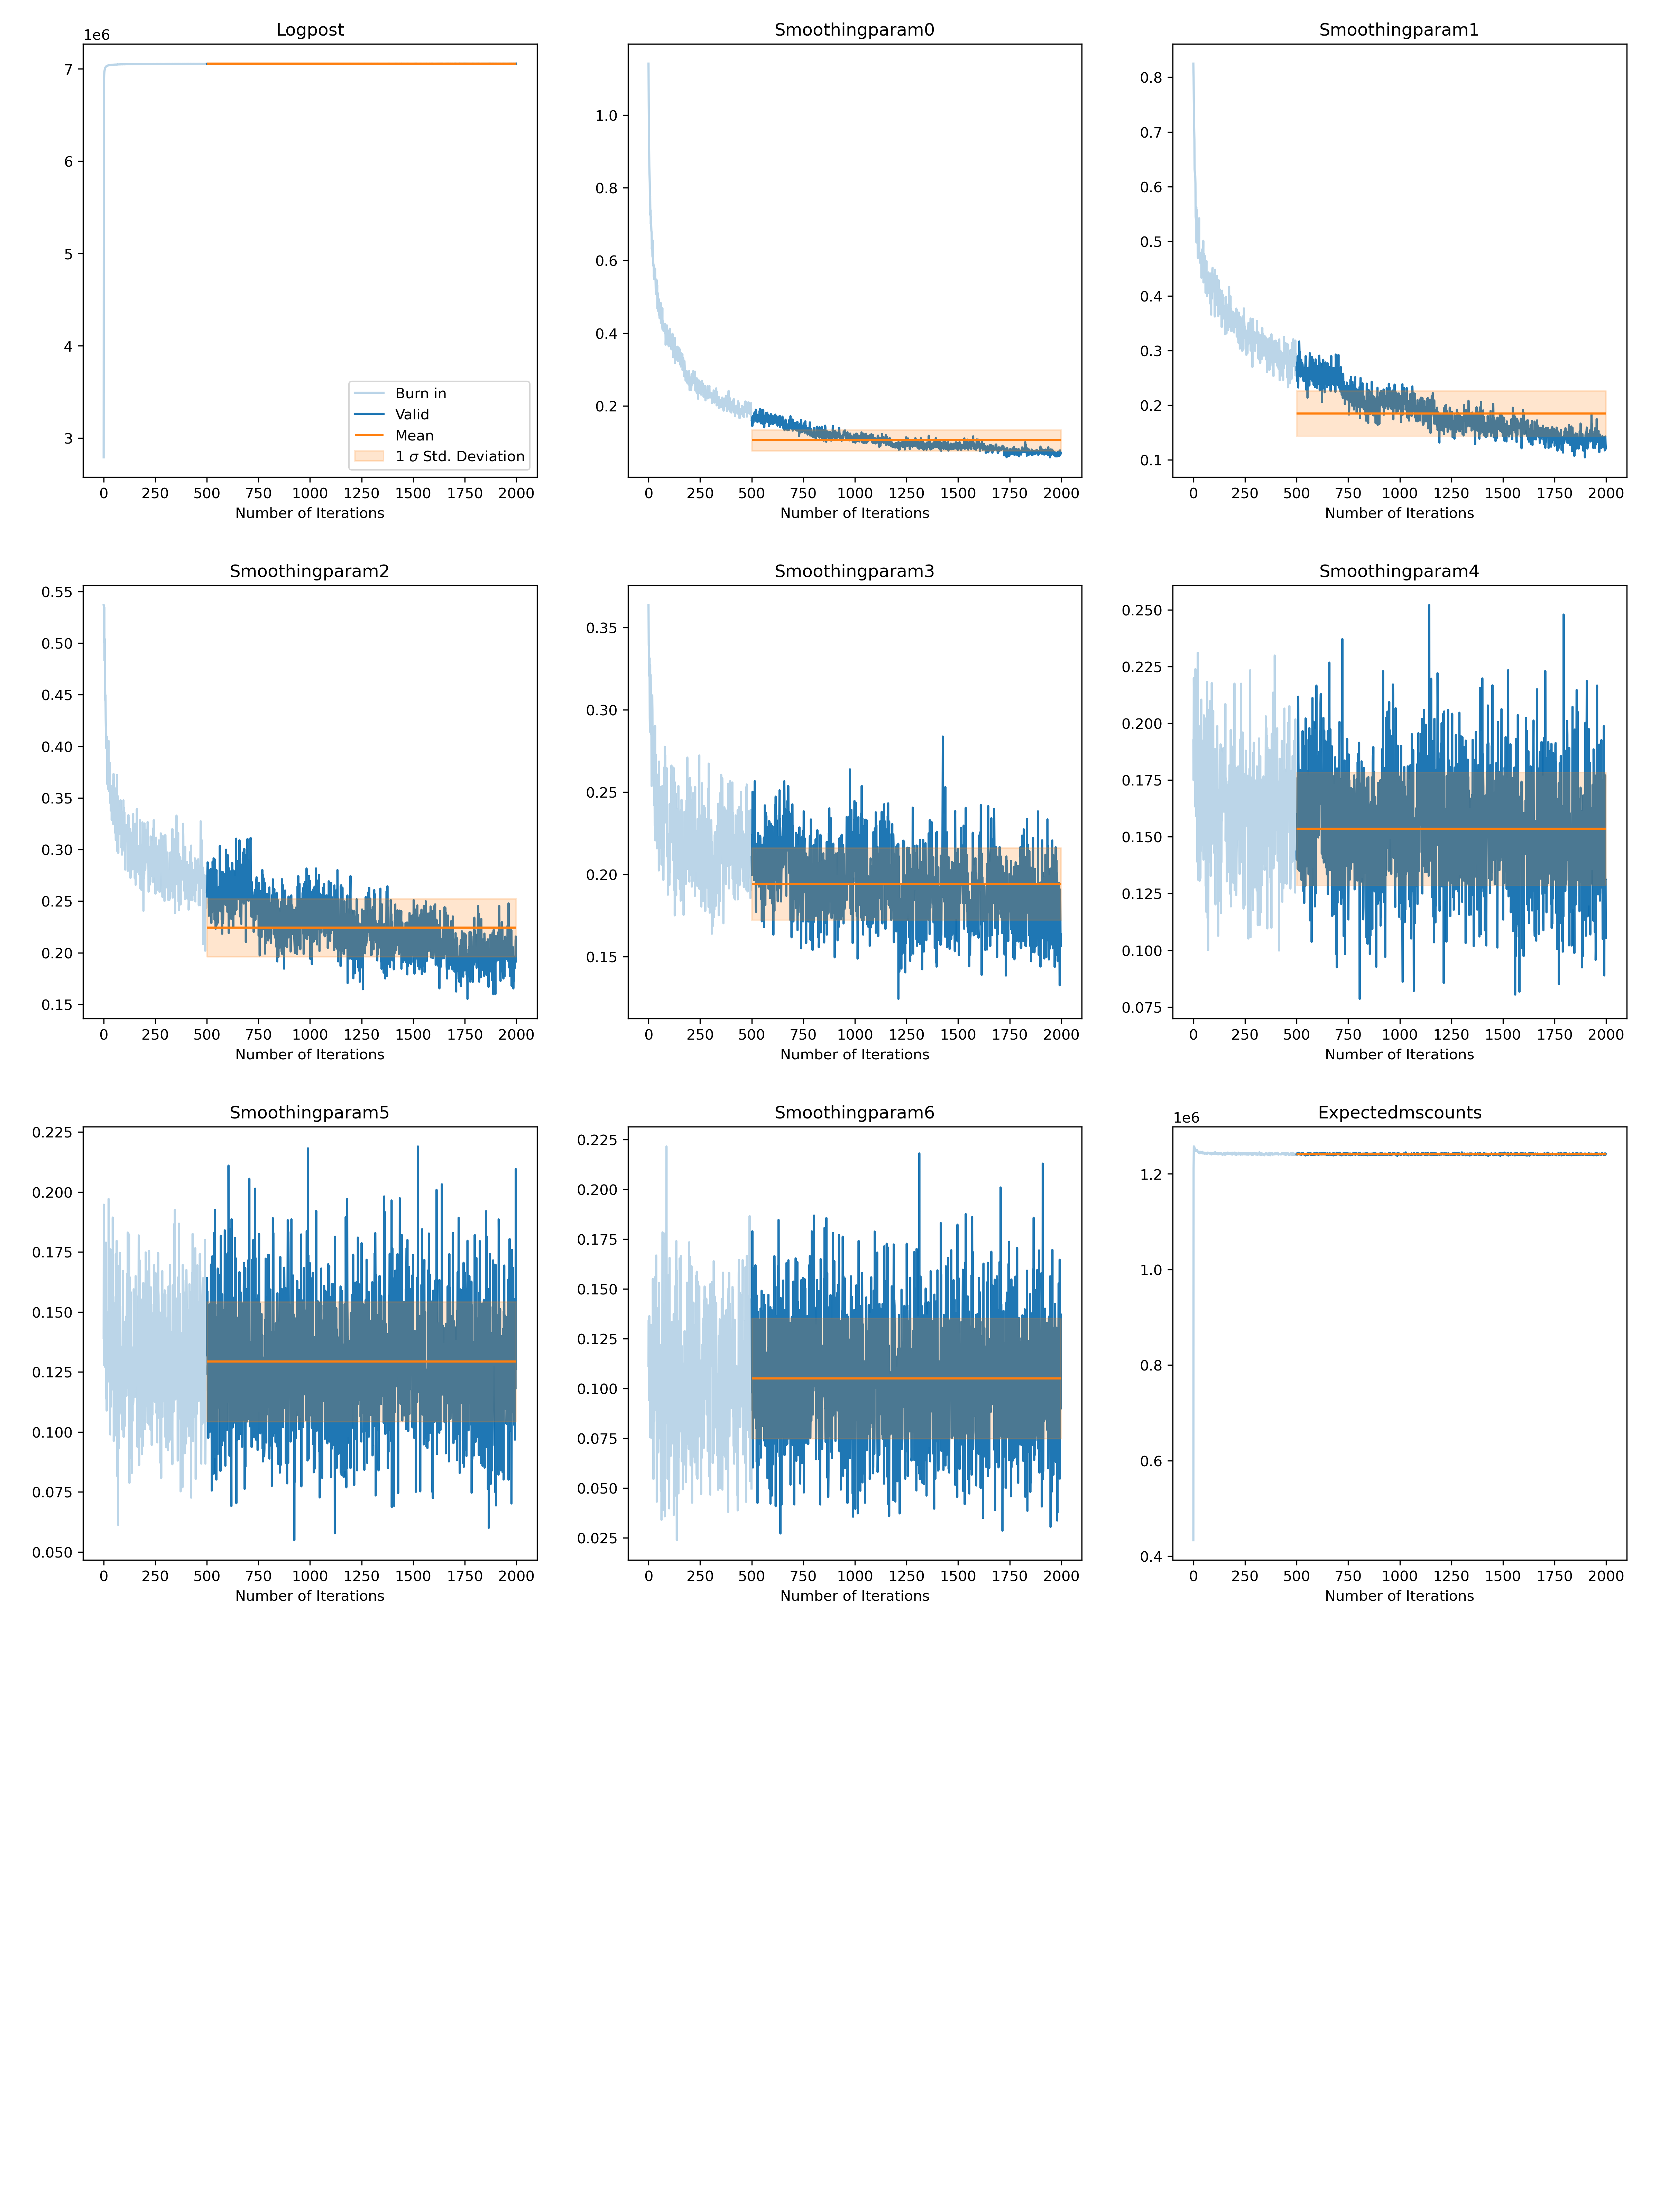 Logpost
1e6
7
6
5
4
3
Burn in
Valid
Mean
1 σ Std. Deviation
0 250 500 750 1000 1250 1500 1750 2000
Number of Iterations
Smoothingparam0
1.0
0.8
0.6
0.4
0.2
0 250 500 750 1000 1250 1500 1750 2000
Number of Iterations
Smoothingparam1
0.8
0.7
0.6
0.5
0.4
0.3
0.2
0.1
0 250 500 750 1000 1250 1500 1750 2000
Number of Iterations
Smoothingparam2
0.55
0.50
0.45
0.40
0.35
0.30
0.25
0.20
0.15
0 250 500 750 1000 1250 1500 1750 2000
Number of Iterations
Smoothingparam3
0.35
0.30
0.25
0.20
0.15
0 250 500 750 1000 1250 1500 1750 2000
Number of Iterations
Smoothingparam4
0.250
0.225
0.200
0.175
0.150
0.125
0.100
0.075
0 250 500 750 1000 1250 1500 1750 2000
Number of Iterations
Smoothingparam5
0.225
0.200
0.175
0.150
0.125
0.100
0.075
0.050
0 250 500 750 1000 1250 1500 1750 2000
Number of Iterations
Smoothingparam6
0.225
0.200
0.175
0.150
0.125
0.100
0.075
0.050
0.025
0 250 500 750 1000 1250 1500 1750 2000
Number of Iterations
Expectedmscounts
1e6
1.2
1.0
0.8
0.6
0.4
0 250 500 750 1000 1250 1500 1750 2000
Number of Iterations